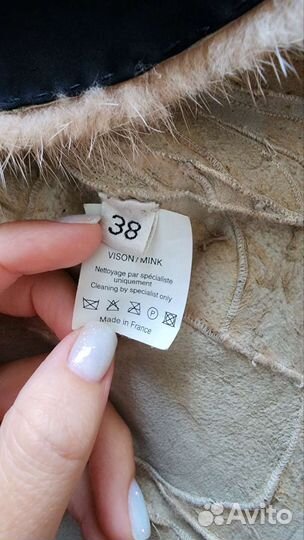 38
VISON / MINK
Nettoyage par spécialiste
uniquement
Cleaning by specialist only
P
Made in France
Avito